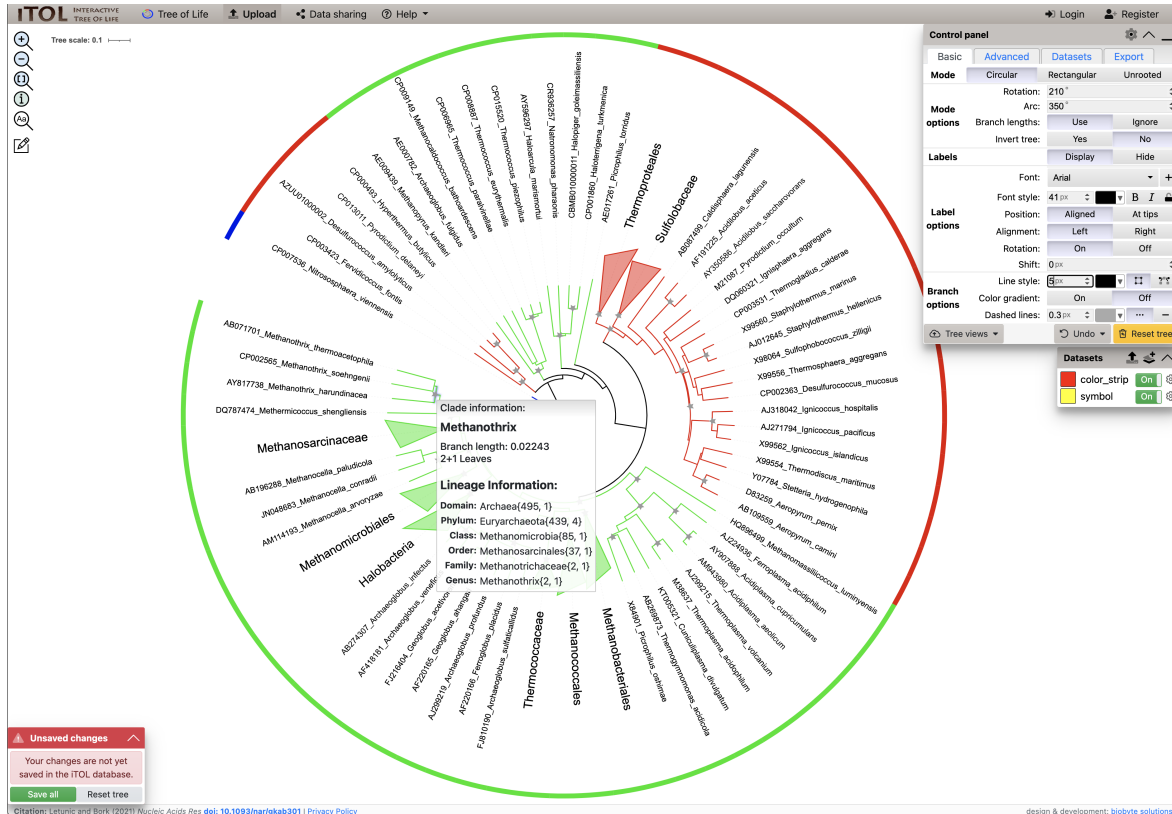 iTOL INTERACTIVE TREE OF LIFE Tree of Life Upload Data sharing ? Help Login Register
Tree scale: 0.1
Control panel
Basic Advanced Datasets Export
Mode Circular Rectangular Unrooted
Mode options
Rotation: 210 °
Arc: 350 °
Branch lengths: Use Ignore
Invert tree: Yes No
Labels Display Hide
Label options
Font: Arial
Font style: 41 px B I
Position: Aligned At tips
Alignment: Left Right
Rotation: On Off
Shift: 0 px
Branch options
Line style: 5 px
Color gradient: On Off
Dashed lines: 0.3 px
Tree views Undo Reset tree
Datasets
color_strip On
symbol On
CP007536_Nitrososphaera_viennensis
CP003423_Fervidicoccus_fontis
AZUU01000002_Desulfurococcus_amylolyticus
CP013011_Pyrodictium_delaneyi
CP000493_Hyperthermus_butylicus
AE009439_Methanopyrus_kandleri
AE000782_Archaeoglobus_fulgidus
CP009149_Methanocaldococcus_bathoardescens
CP006965_Thermococcus_paralvinellae
CP008887_Thermococcus_eurythermalis
CP015520_Thermococcus_piezophilus
AY596297_Haloarcula_marismortui
CR936257_Natronomonas_pharaonis
CBMB010000011_Halopiger_goleimassiliensis
CP001860_Haloterrigena_turkmenica
AE017261_Picrophilus_torridus
Thermoproteales
Sulfolobaceae
AB087499_Caldisphaera_lagunensis
AF191225_Acidilobus_aceticus
AY350586_Acidilobus_saccharovorans
M21087_Pyrodictium_occultum
DQ060321_Ignisphaera_aggregans
CP003531_Thermogladius_calderae
X99560_Staphylothermus_marinus
AJ012645_Staphylothermus_hellenicus
X98064_Sulfophobococcus_zilligii
X99556_Thermosphaera_aggregans
CP002363_Desulfurococcus_mucosus
AJ318042_Ignicoccus_hospitalis
AJ271794_Ignicoccus_pacificus
X99562_Ignicoccus_islandicus
X99554_Thermodiscus_maritimus
Y07784_Stetteria_hydrogenophila
D83259_Aeropyrum_pernix
AB109559_Aeropyrum_camini
HQ896499_Methanomassiliicoccus_luminyensis
AJ224936_Ferroplasma_acidiphilum
AY907888_Acidiplasma_cupricumulans
AM943980_Acidiplasma_aeolicum
AJ299215_Thermoplasma_volcanium
M38637_Thermoplasma_acidophilum
KT005321_Cuniculiplasma_divulgatum
AB269873_Thermogymnomonas_acidicola
X84901_Picrophilus_oshimae
Methanobacteriales
Methanococcales
Thermococcaceae
FJ810190_Archaeoglobus_sulfaticallidus
AF220166_Ferroglobus_placidus
AJ299219_Archaeoglobus_profundus
AF220165_Geoglobus_ahangari
FJ216404_Geoglobus_acetivo
AF418181_Archaeoglobus_venefic
AB274307_Archaeoglobus_infectus
Halobacteria
Methanomicrobiales
AM114193_Methanocella_arvoryzae
JN048683_Methanocella_conradii
AB196288_Methanocella_paludicola
Methanosarcinaceae
DQ787474_Methermicoccus_shengliensis
AY817738_Methanothrix_harundinacea
CP002565_Methanothrix_soehngenii
AB071701_Methanothrix_thermoacetophila
Clade information:
Methanothrix
Branch length: 0.02243
2+1 Leaves
Lineage Information:
Domain: Archaea{495, 1}
Phylum: Euryarchaeota{439, 4}
Class: Methanomicrobia{85, 1}
Order: Methanosarcinales{37, 1}
Family: Methanotrichaceae{2, 1}
Genus: Methanothrix{2, 1}
Unsaved changes
Your changes are not yet
saved in the iTOL database.
Save all Reset tree
Citation: Letunic and Bork (2021) Nucleic Acids Res doi: 10.1093/nar/gkab301 | Privacy Policy
design & development: biobyte solutions